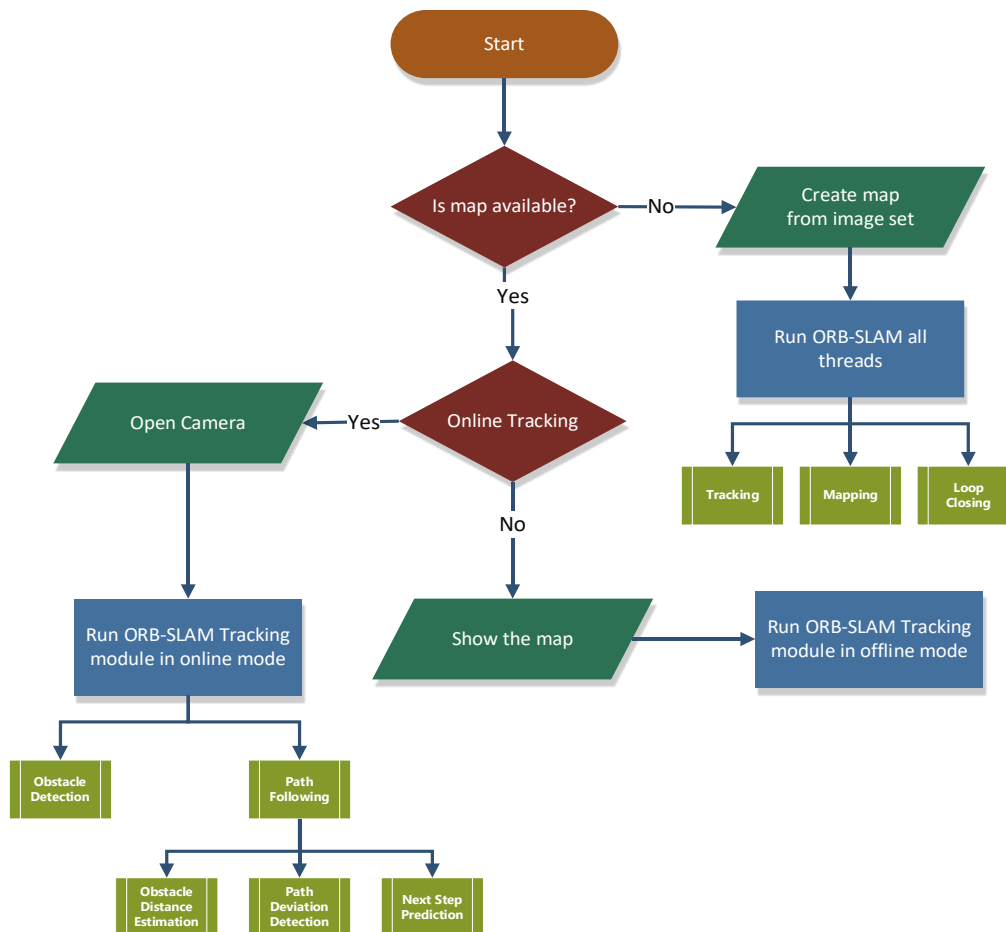 Start
Is map available?
No
Create map
from image set
Yes
Run ORB-SLAM all
threads
Open Camera
Yes
Online Tracking
Tracking
Mapping
Loop
Closing
No
Run ORB-SLAM Tracking
module in online mode
Show the map
Run ORB-SLAM Tracking
module in offline mode
Obstacle
Detection
Path
Following
Obstacle
Distance
Estimation
Path
Deviation
Detection
Next Step
Prediction